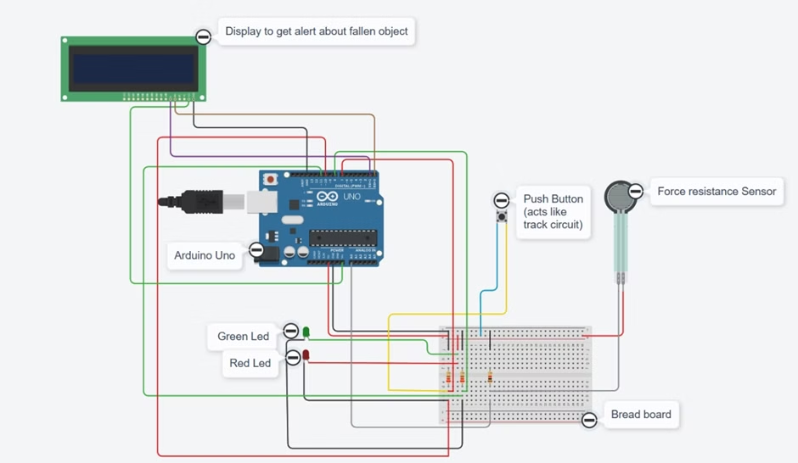 Display to get alert about fallen object
Force resistance Sensor
Push Button
(acts like
track circuit)
UNO
ARDUINO
Arduino Uno
Green Led
Red Led
Bread board